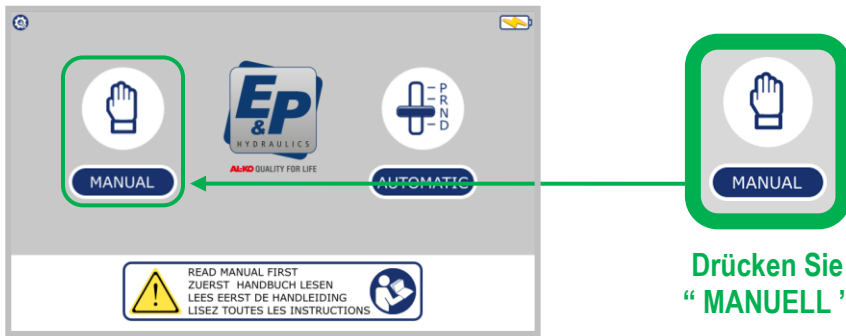 P
R
N
D
E&P
HYDRAULICS
AL-KO QUALITY FOR LIFE
MANUAL
AUTOMATIC
MANUAL
READ MANUAL FIRST
ZUERST HANDBUCH LESEN
LEES EERST DE HANDLEIDING
LISEZ TOUTES LES INSTRUCTIONS
Drücken Sie
“ MANUELL ’